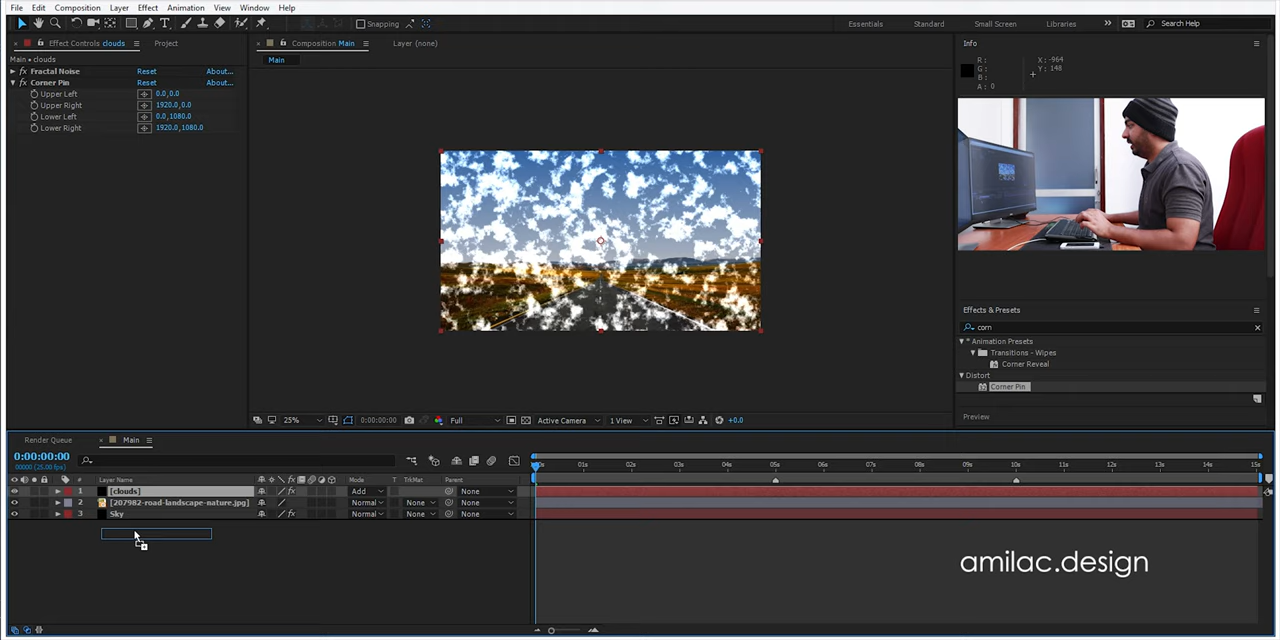 File Edit Composition Layer Effect Animation View Window Help
Snapping Essentials Standard Small Screen Libraries Search Help
Effect Controls clouds Project Composition Main Layer (none) Info
Main • clouds
Main
Fractal Noise Reset About...
Corner Pin Reset About...
Upper Left 0.0,0.0
Upper Right 1920.0,0.0
Lower Left 0.0,1080.0
Lower Right 1920.0,1080.0
R:
G:
B:
A: 0
X: -964
Y: 148
Effects & Presets
corn
* Animation Presets
Transitions - Wipes
Corner Reveal
Distort
Corner Pin
Preview
25% 0:00:00:00 Full Active Camera 1 View +0.0
Render Queue Main
0:00:00:00
00000 (25.00 fps)
00s 01s 02s 03s 04s 05s 06s 07s 08s 09s 10s 11s 12s 13s 14s 15s
# Layer Name Mode T TrkMat Parent
1 [clouds] Add None
2 [207982-road-landscape-nature.jpg] Normal None None
3 Sky Normal None None
amilac.design